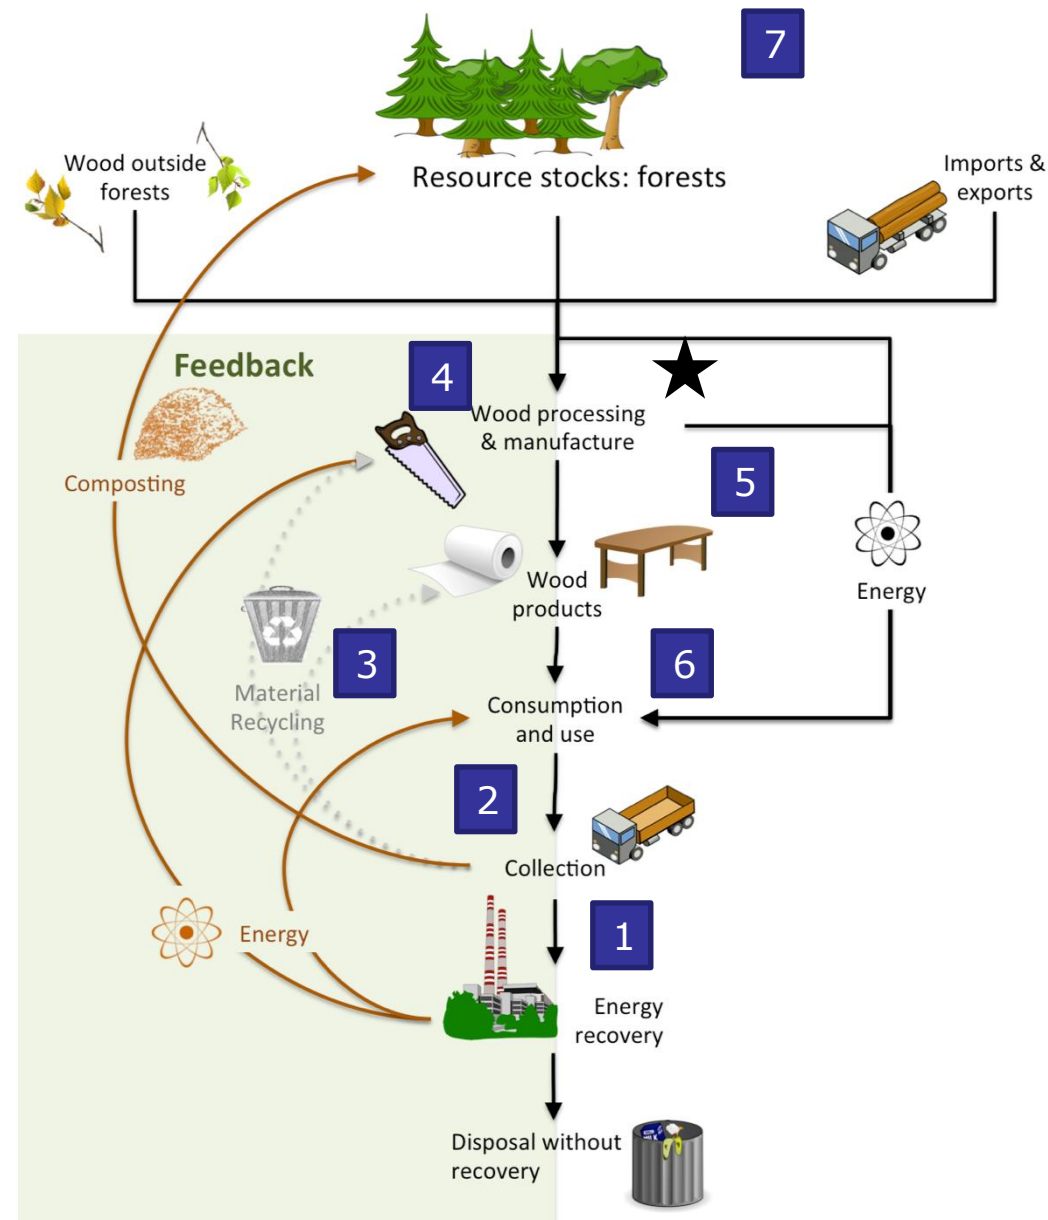 7
Wood outside
forests
Imports &
exports
Resource stocks: forests
Feedback
4
Wood processing
& manufacture
Composting
5
Wood
products
Energy
3
6
Material
Recycling
Consumption
and use
2
Collection
1
Energy
Energy
recovery
Disposal without
recovery